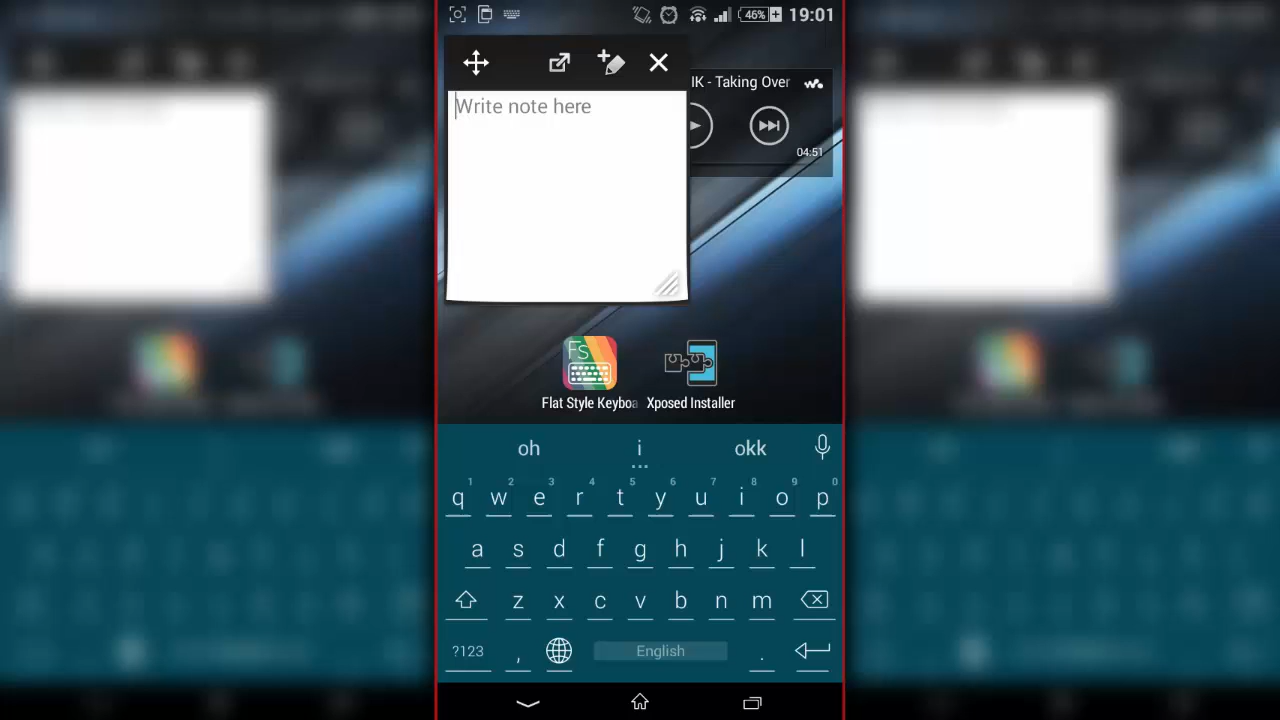 46% 19:01
IK - Taking Over
Write note here
04:51
Fs
Flat Style Keyboa Xposed Installer
oh i okk
1 2 3 4 5 6 7 8 9 0
q w e r t y u i o p
a s d f g h j k l
z x c v b n m
?123 , English .